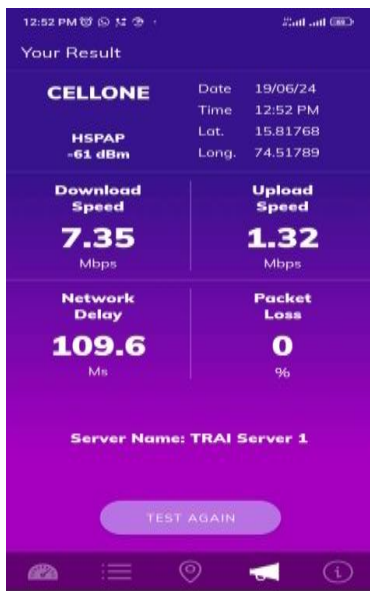 12:52 PM
Your Result
CELLONE
HSPAP
-61 dBm
Date 19/06/24
Time 12:52 PM
Lat. 15.81768
Long. 74.51789
Download
Speed
7.35
Mbps
Upload
Speed
1.32
Mbps
Network
Delay
109.6
Ms
Packet
Loss
0
%
Server Name: TRAI Server 1
TEST AGAIN